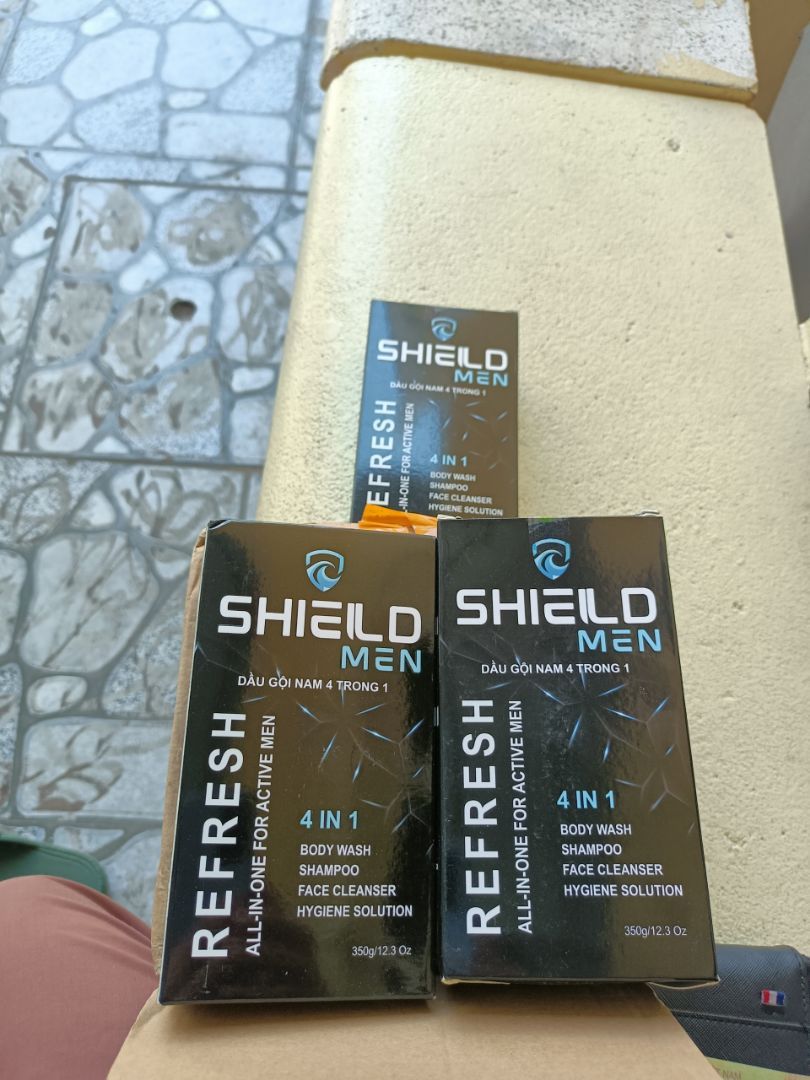 SHIELD
MEN
DẦU GỘI NAM 4 TRONG 1
REFRESH
ALL-IN-ONE FOR ACTIVE MEN
4 IN 1
BODY WASH
SHAMPOO
FACE CLEANSER
HYGIENE SOLUTION
SHIELD
MEN
DẦU GỘI NAM 4 TRONG 1
REFRESH
ALL-IN-ONE FOR ACTIVE MEN
4 IN 1
BODY WASH
SHAMPOO
FACE CLEANSER
HYGIENE SOLUTION
350g/12.3 Oz
SHIELD
MEN
DẦU GỘI NAM 4 TRONG 1
REFRESH
ALL-IN-ONE FOR ACTIVE MEN
4 IN 1
BODY WASH
SHAMPOO
FACE CLEANSER
HYGIENE SOLUTION
350g/12.3 Oz